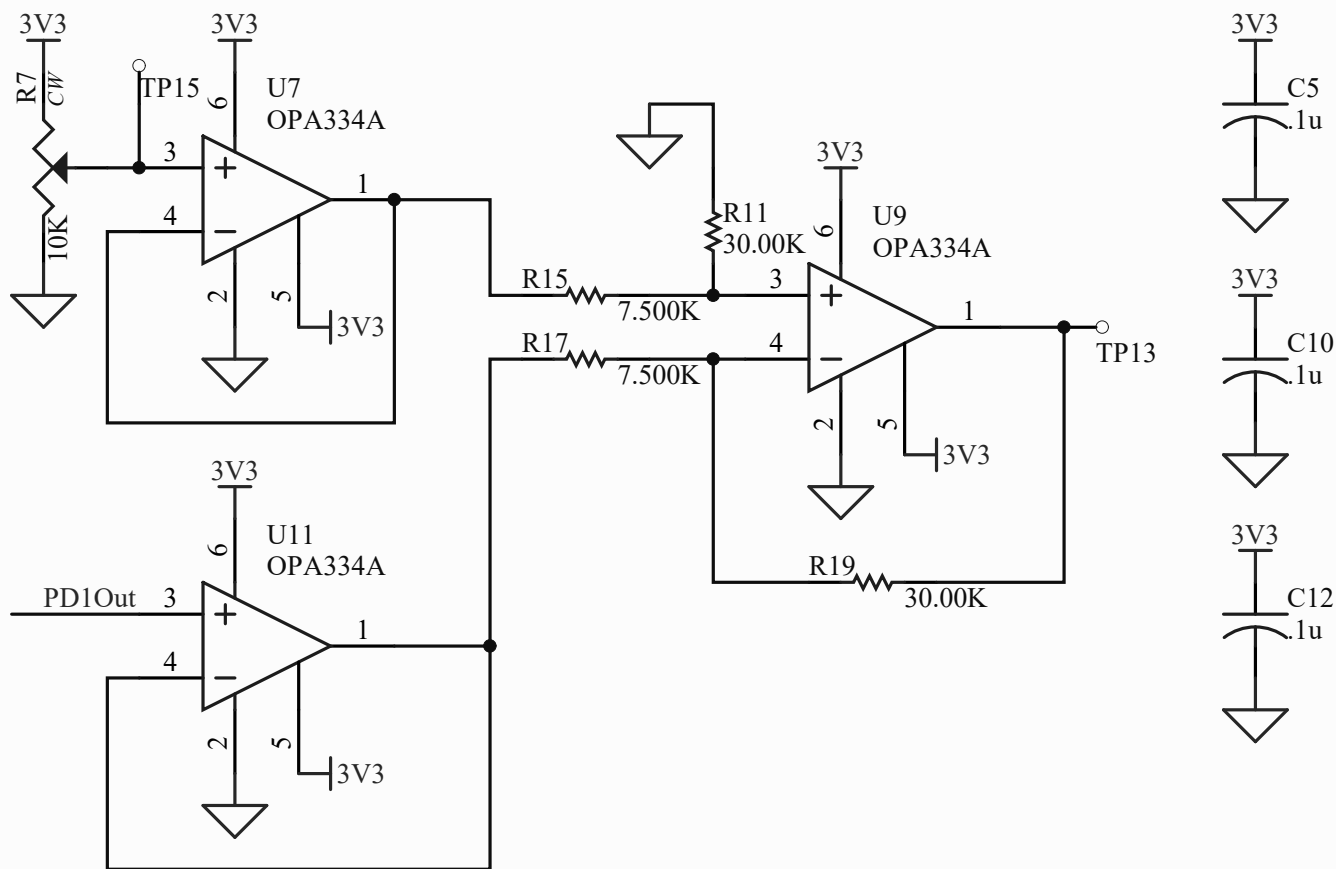 3V3
R7
CW
10K
TP15
3V3
6
U7
OPA334A
3
4
1
2
5
3V3
R11
30.00K
3V3
6
U9
OPA334A
R15
7.500K
3
R17
7.500K
4
1
TP13
2
5
3V3
R19
30.00K
3V3
6
U11
OPA334A
PD1Out
3
4
1
2
5
3V3
3V3
C5
.1u
3V3
C10
.1u
3V3
C12
.1u